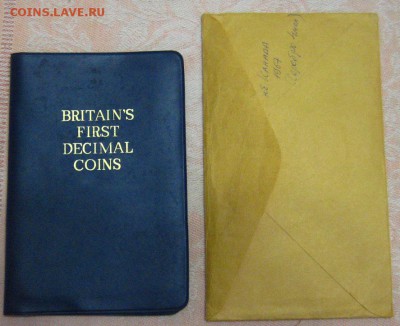 COINS.LAVE.RU
BRITAIN'S
FIRST
DECIMAL
COINS